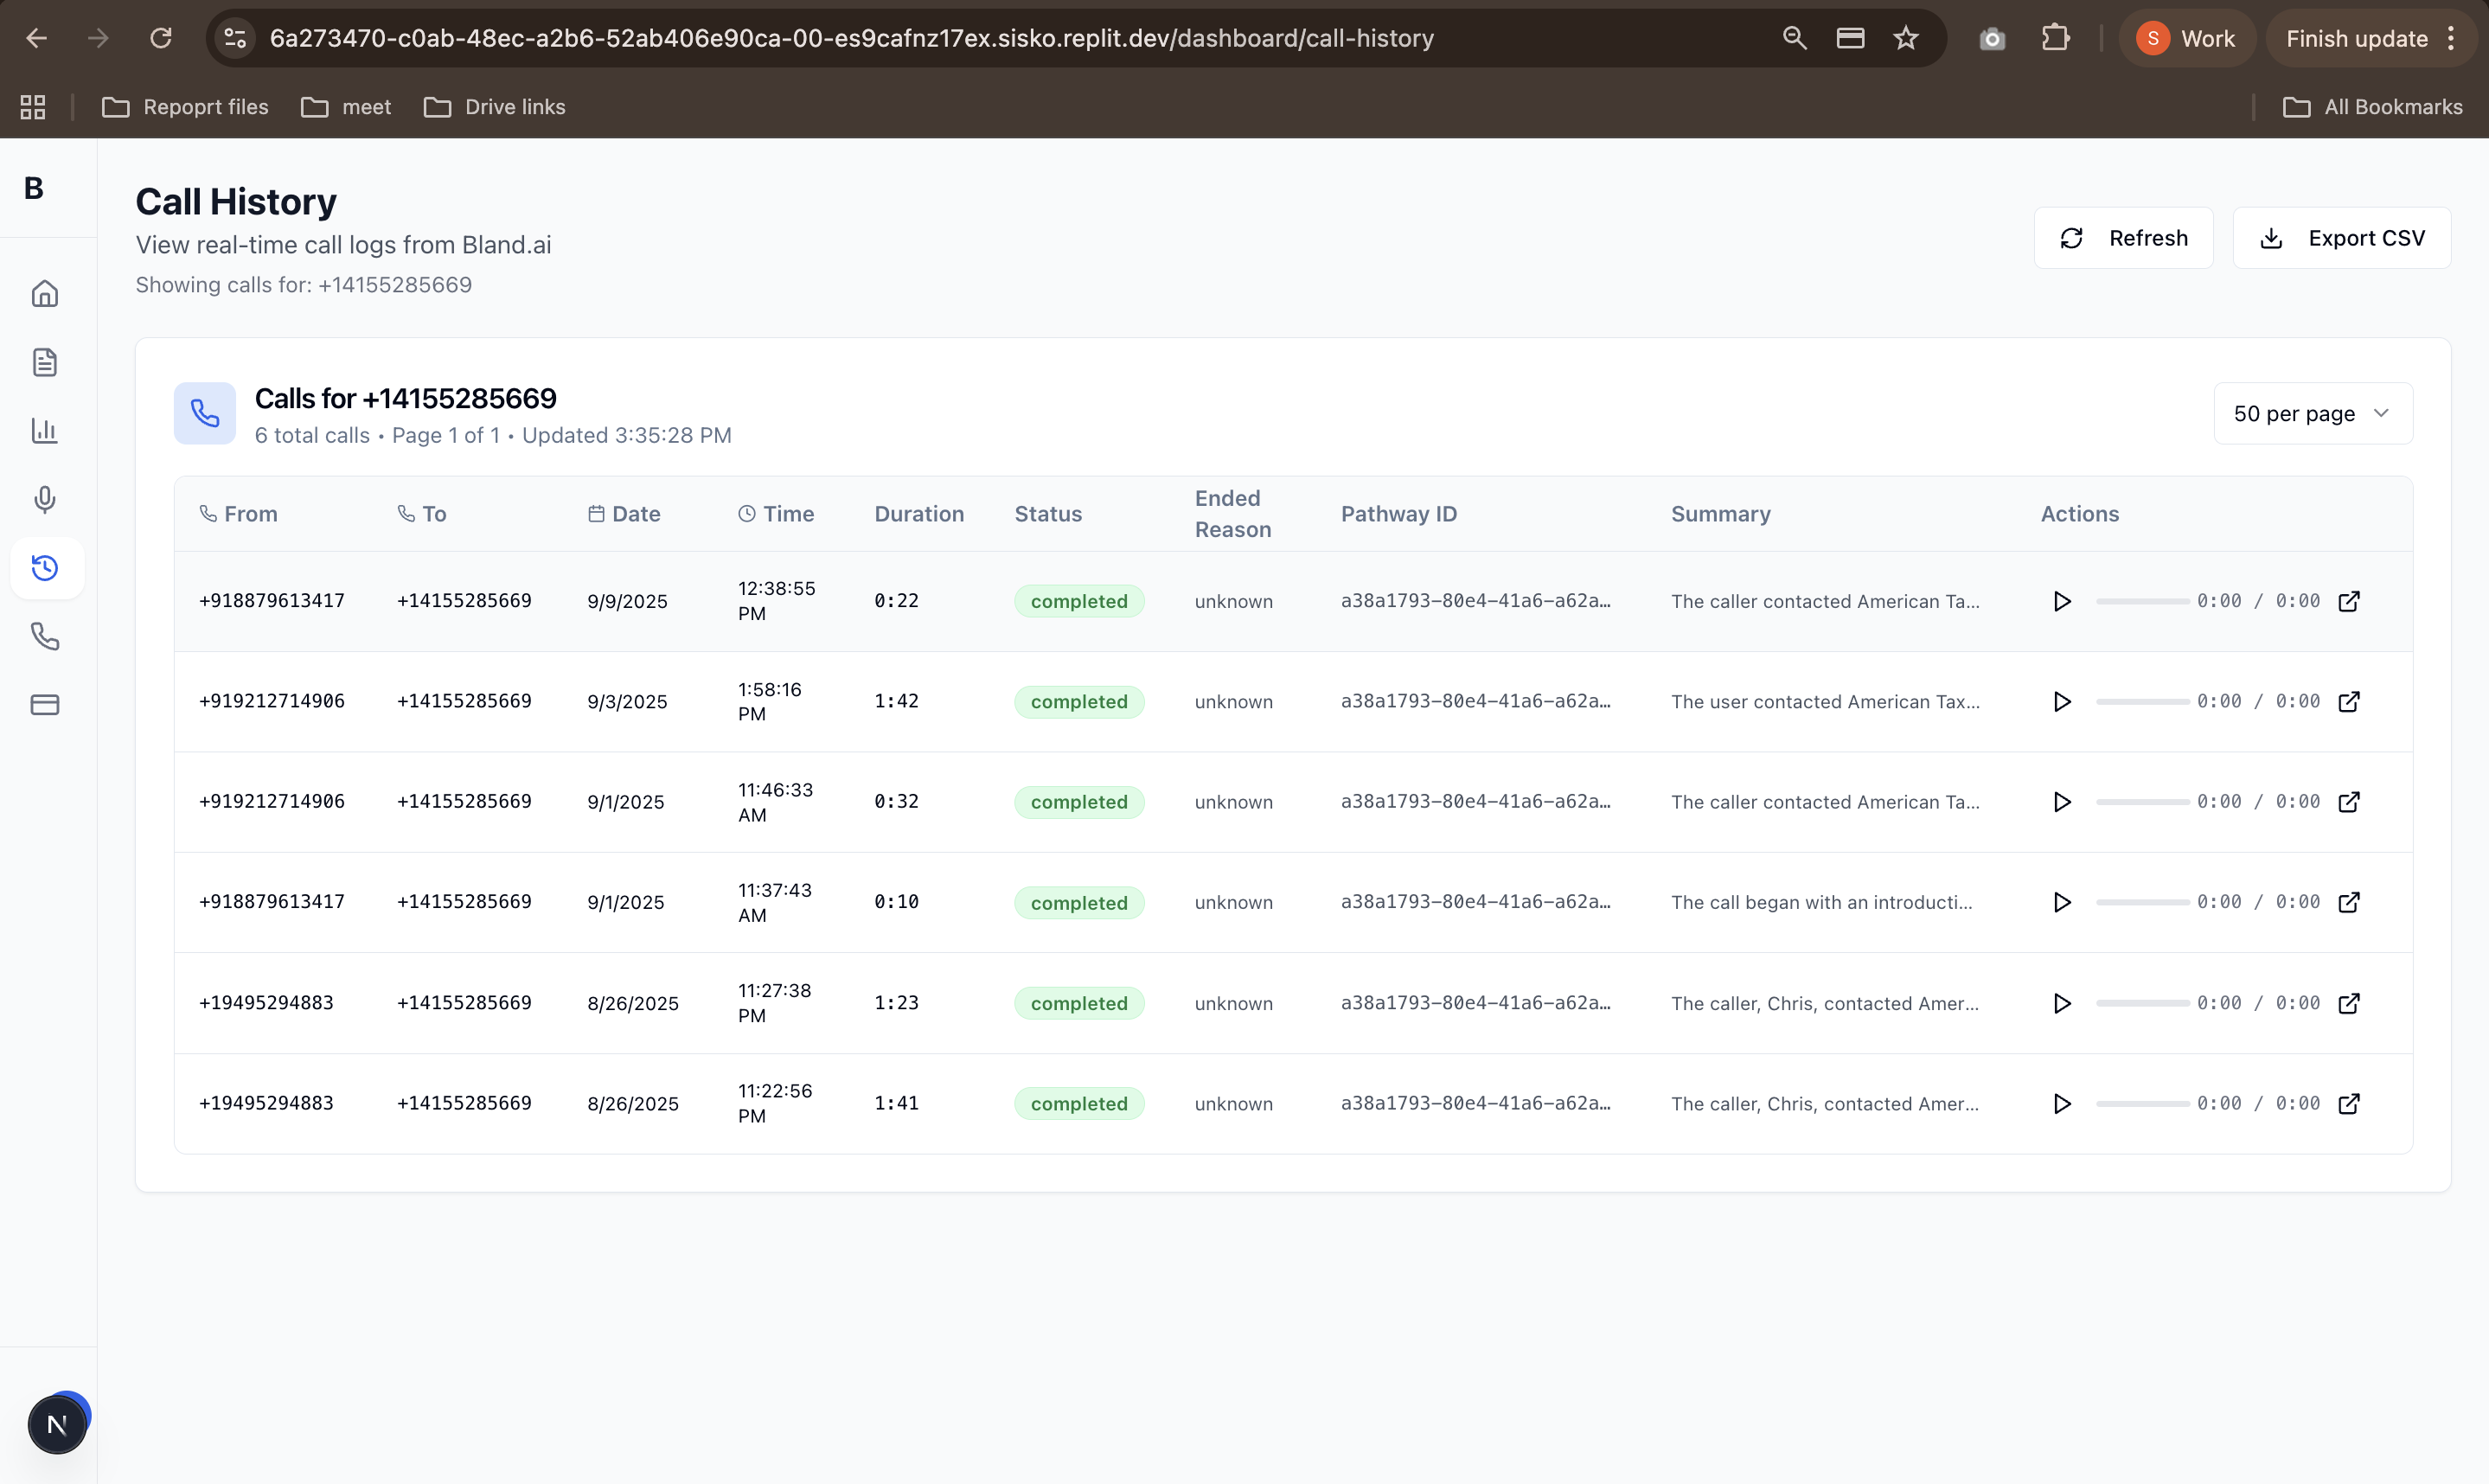 6a273470-c0ab-48ec-a2b6-52ab406e90ca-00-es9cafnz17ex.sisko.replit.dev/dashboard/call-history
S Work
Finish update
Repoprt files
meet
Drive links
All Bookmarks
B
Call History
View real-time call logs from Bland.ai
Showing calls for: +14155285669
Refresh
Export CSV
Calls for +14155285669
6 total calls • Page 1 of 1 • Updated 3:35:28 PM
50 per page
From To Date Time Duration Status Ended Reason Pathway ID Summary Actions
+918879613417 +14155285669 9/9/2025 12:38:55 PM 0:22 completed unknown a38a1793-80e4-41a6-a62a… The caller contacted American Ta... 0:00 / 0:00
+919212714906 +14155285669 9/3/2025 1:58:16 PM 1:42 completed unknown a38a1793-80e4-41a6-a62a… The user contacted American Tax... 0:00 / 0:00
+919212714906 +14155285669 9/1/2025 11:46:33 AM 0:32 completed unknown a38a1793-80e4-41a6-a62a… The caller contacted American Ta... 0:00 / 0:00
+918879613417 +14155285669 9/1/2025 11:37:43 AM 0:10 completed unknown a38a1793-80e4-41a6-a62a… The call began with an introducti... 0:00 / 0:00
+19495294883 +14155285669 8/26/2025 11:27:38 PM 1:23 completed unknown a38a1793-80e4-41a6-a62a… The caller, Chris, contacted Amer... 0:00 / 0:00
+19495294883 +14155285669 8/26/2025 11:22:56 PM 1:41 completed unknown a38a1793-80e4-41a6-a62a… The caller, Chris, contacted Amer... 0:00 / 0:00
N